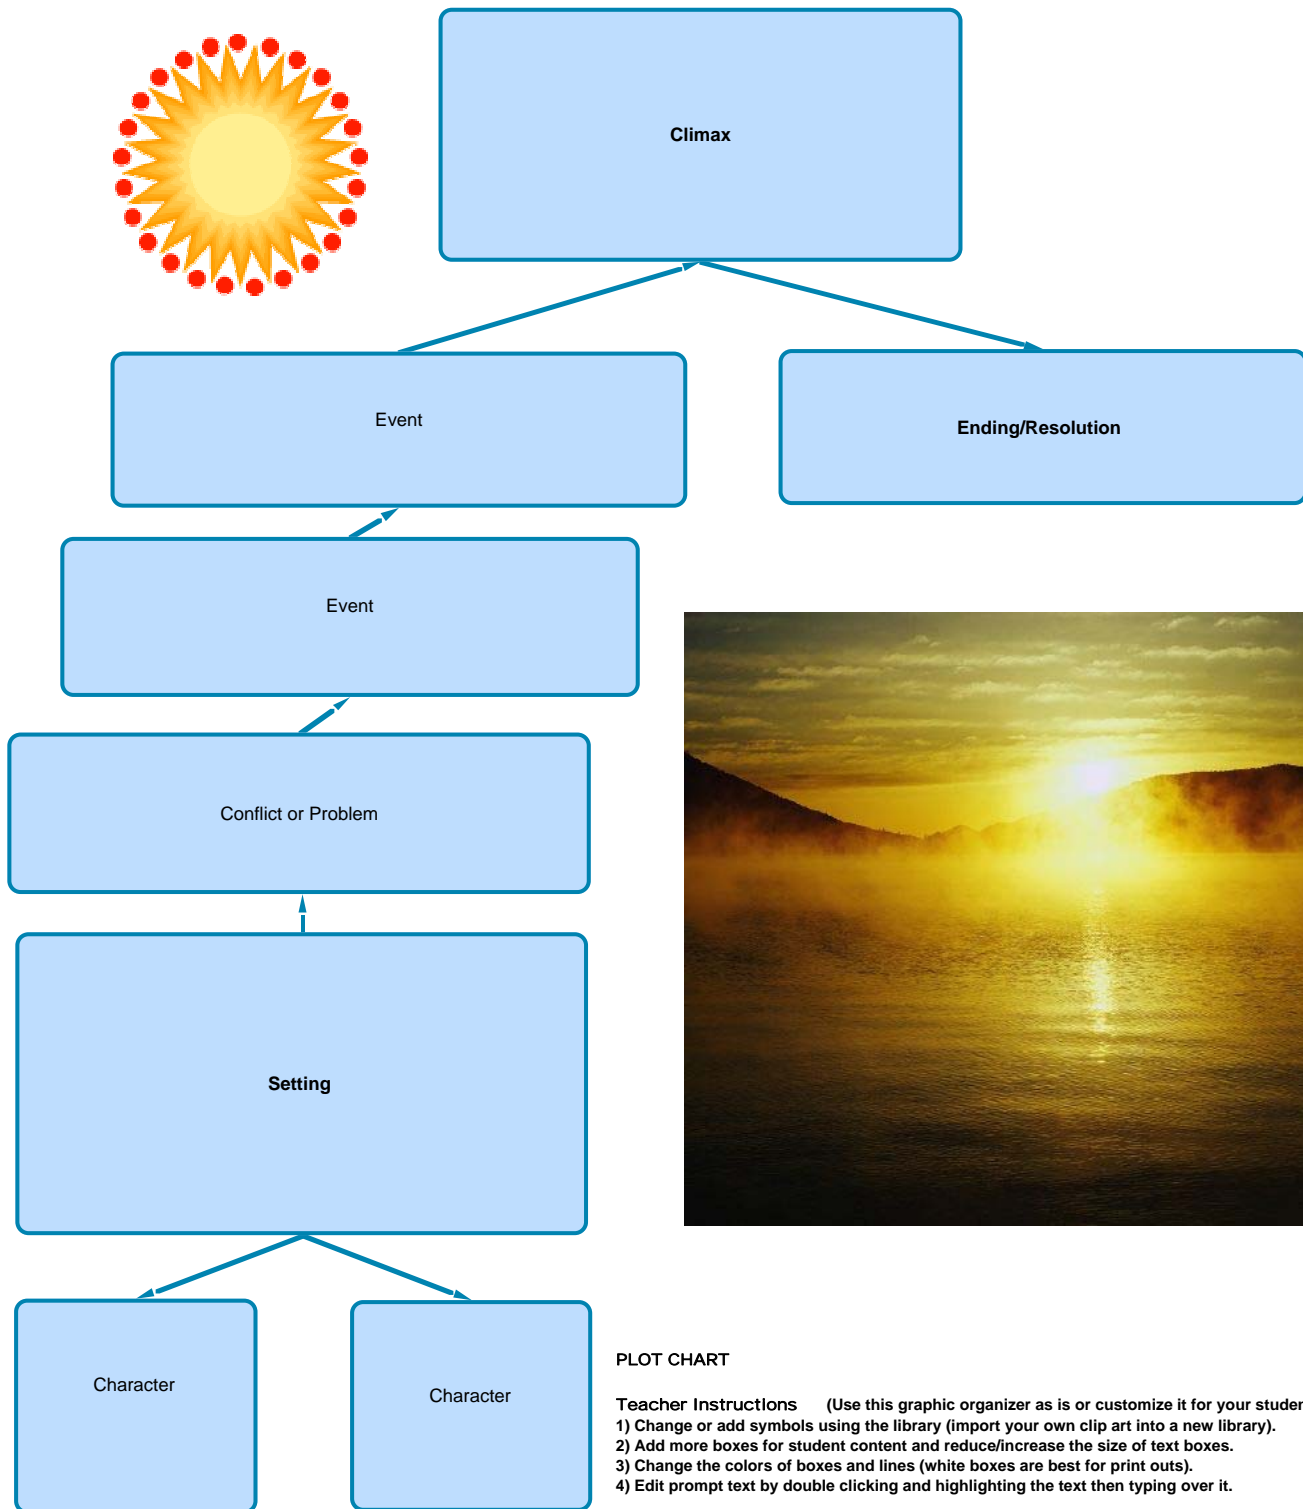 Climax
Event
Ending/Resolution
Event
Conflict or Problem
Setting
Character
Character
PLOT CHART
Teacher Instructions (Use this graphic organizer as is or customize it for your studen
1) Change or add symbols using the library (import your own clip art into a new library).
2) Add more boxes for student content and reduce/increase the size of text boxes.
3) Change the colors of boxes and lines (white boxes are best for print outs).
4) Edit prompt text by double clicking and highlighting the text then typing over it.